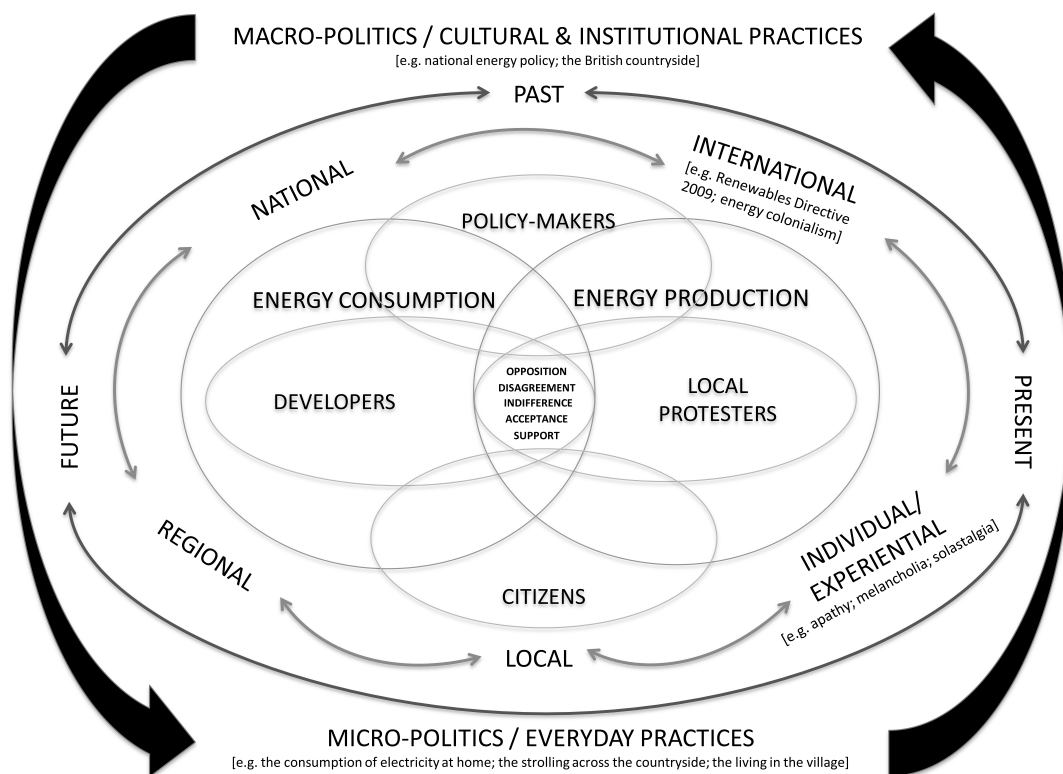 MACRO-POLITICS / CULTURAL & INSTITUTIONAL PRACTICES
[e.g. national energy policy; the British countryside]
PAST
NATIONAL
INTERNATIONAL
[e.g. Renewables Directive
2009; energy colonialism]
POLICY-MAKERS
ENERGY CONSUMPTION
ENERGY PRODUCTION
OPPOSITION
DISAGREEMENT
INDIFFERENCE
ACCEPTANCE
SUPPORT
DEVELOPERS
LOCAL
PROTESTERS
FUTURE
PRESENT
REGIONAL
INDIVIDUAL/
EXPERIENTIAL
[e.g. apathy; melancholia; solastalgia]
CITIZENS
LOCAL
MICRO-POLITICS / EVERYDAY PRACTICES
[e.g. the consumption of electricity at home; the strolling across the countryside; the living in the village]